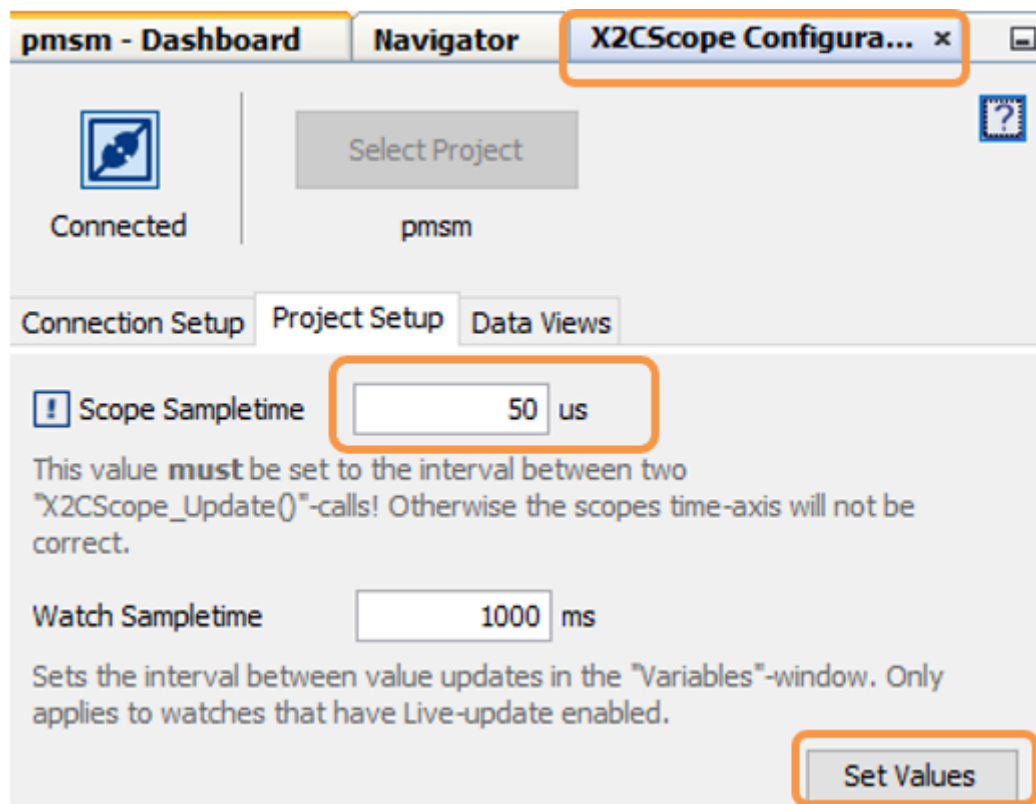 pmsm - Dashboard Navigator X2CScope Configura... ×
?
Select Project
Connected pmsm
Connection Setup Project Setup Data Views
! Scope Sampletime 50 us
This value must be set to the interval between two
"X2CScope_Update()"-calls! Otherwise the scopes time-axis will not be
correct.
Watch Sampletime 1000 ms
Sets the interval between value updates in the "Variables"-window. Only
applies to watches that have Live-update enabled.
Set Values